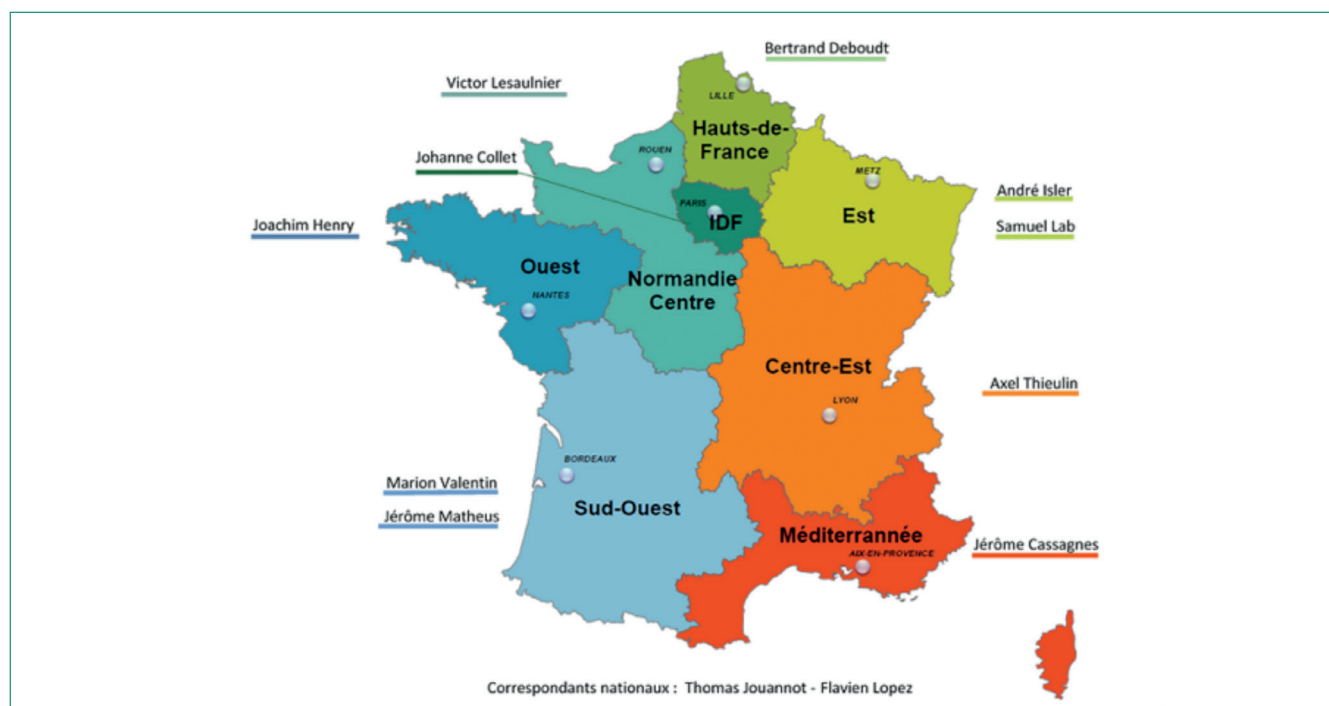 Bertrand Deboudt
Victor Lesaulnier
LILLE
Hauts-de-
France
Johanne Collet
ROUEN
METZ
André Isler
PARIS
IDF
Est
Joachim Henry
Samuel Lab
Ouest
Normandie
Centre
NANTES
Centre-Est
Axel Thieulin
LYON
BORDEAUX
Marion Valentin
Sud-Ouest
Jérôme Matheus
Méditerrannée
Jérôme Cassagnes
AIX-EN-PROVENCE
Correspondants nationaux : Thomas Jouannot - Flavien Lopez